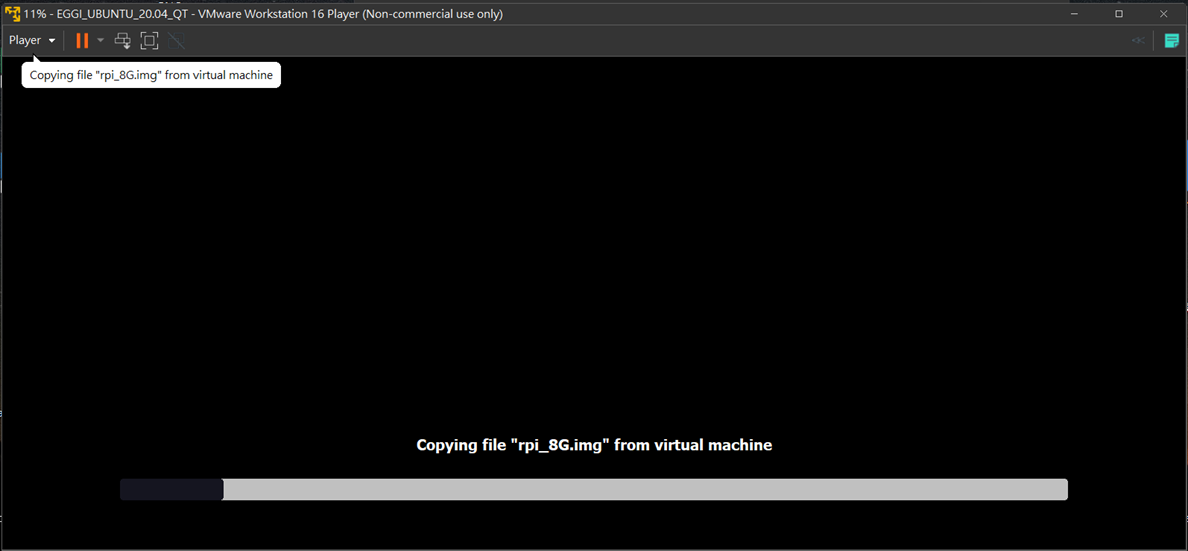 11% - EGGI_UBUNTU_20.04_QT - VMware Workstation 16 Player (Non-commercial use only)
Player
Copying file "rpi_8G.img" from virtual machine
Copying file "rpi_8G.img" from virtual machine